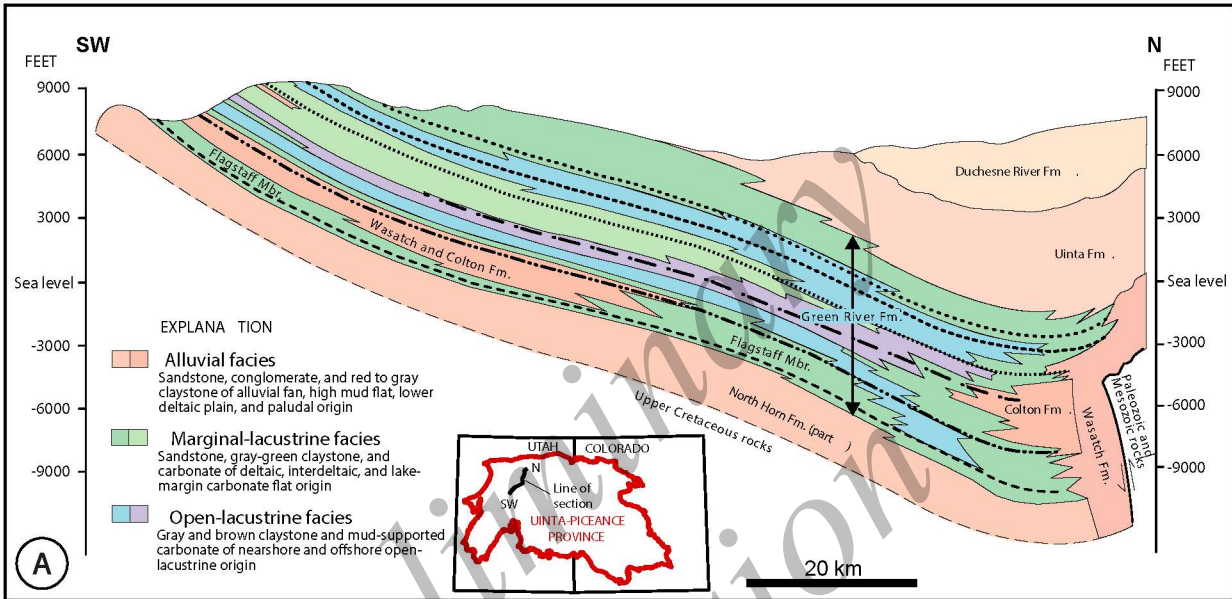 SW
N
FEET
FEET
9000
9000
6000
6000
3000
3000
Sea level
Sea level
-3000
-3000
-6000
-6000
-9000
-9000
Duchesne River Fm .
Uinta Fm .
Flagstaff Mbr.
Wasatch and Colton Fm.
Green River Fm.
Flagstaff Mbr.
North Horn Fm. (part )
Upper Cretaceous rocks
Colton Fm .
Wasatch Fm.
Paleozoic and
Mesozoic rocks
EXPLANA TION
Alluvial facies
Sandstone, conglomerate, and red to gray
claystone of alluvial fan, high mud flat, lower
deltaic plain, and paludal origin
Marginal-lacustrine facies
Sandstone, gray-green claystone, and
carbonate of deltaic, interdeltaic, and lake-
margin carbonate flat origin
Open-lacustrine facies
Gray and brown claystone and mud-supported
carbonate of nearshore and offshore open-
lacustrine origin
A
UTAH
COLORADO
N
SW
Line of
section
UINTA-PICEANCE
PROVINCE
20 km